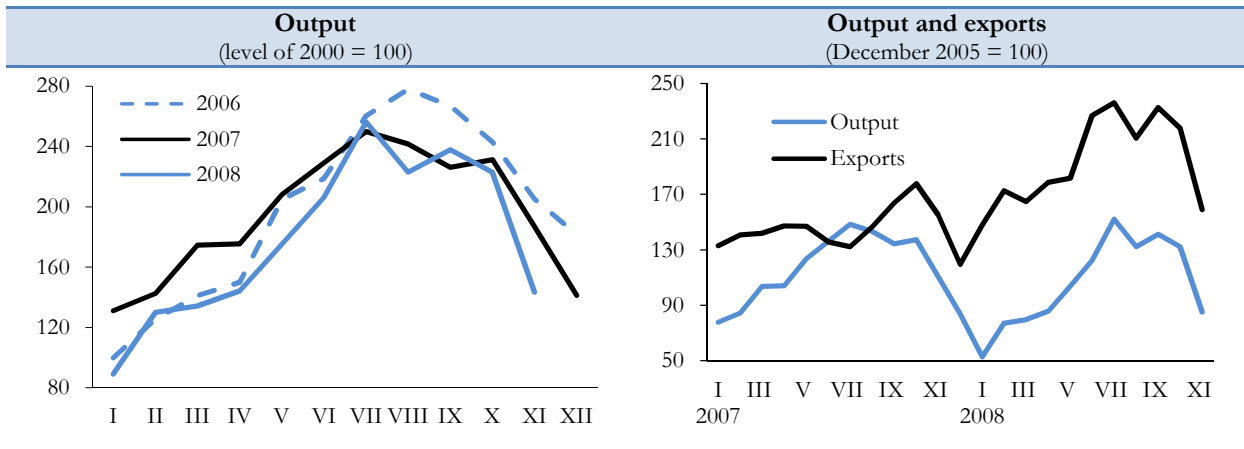 Output
(level of 2000 = 100)
280
240
200
160
120
80
2006
2007
2008
I II III IV V VI VII VIII IX X XI XII
Output and exports
(December 2005 = 100)
250
210
170
130
90
50
Output
Exports
I III V VII IX XI I III V VII IX XI
2007 2008